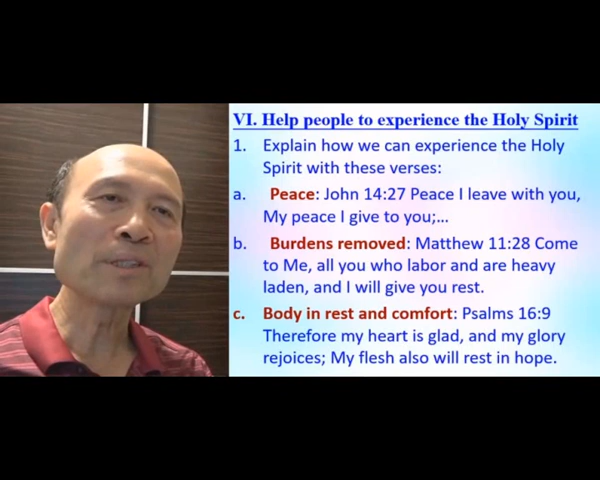 VI. Help people to experience the Holy Spirit
1. Explain how we can experience the Holy
Spirit with these verses:
a. Peace: John 14:27 Peace I leave with you,
My peace I give to you;...
b. Burdens removed: Matthew 11:28 Come
to Me, all you who labor and are heavy
laden, and I will give you rest.
c. Body in rest and comfort: Psalms 16:9
Therefore my heart is glad, and my glory
rejoices; My flesh also will rest in hope.